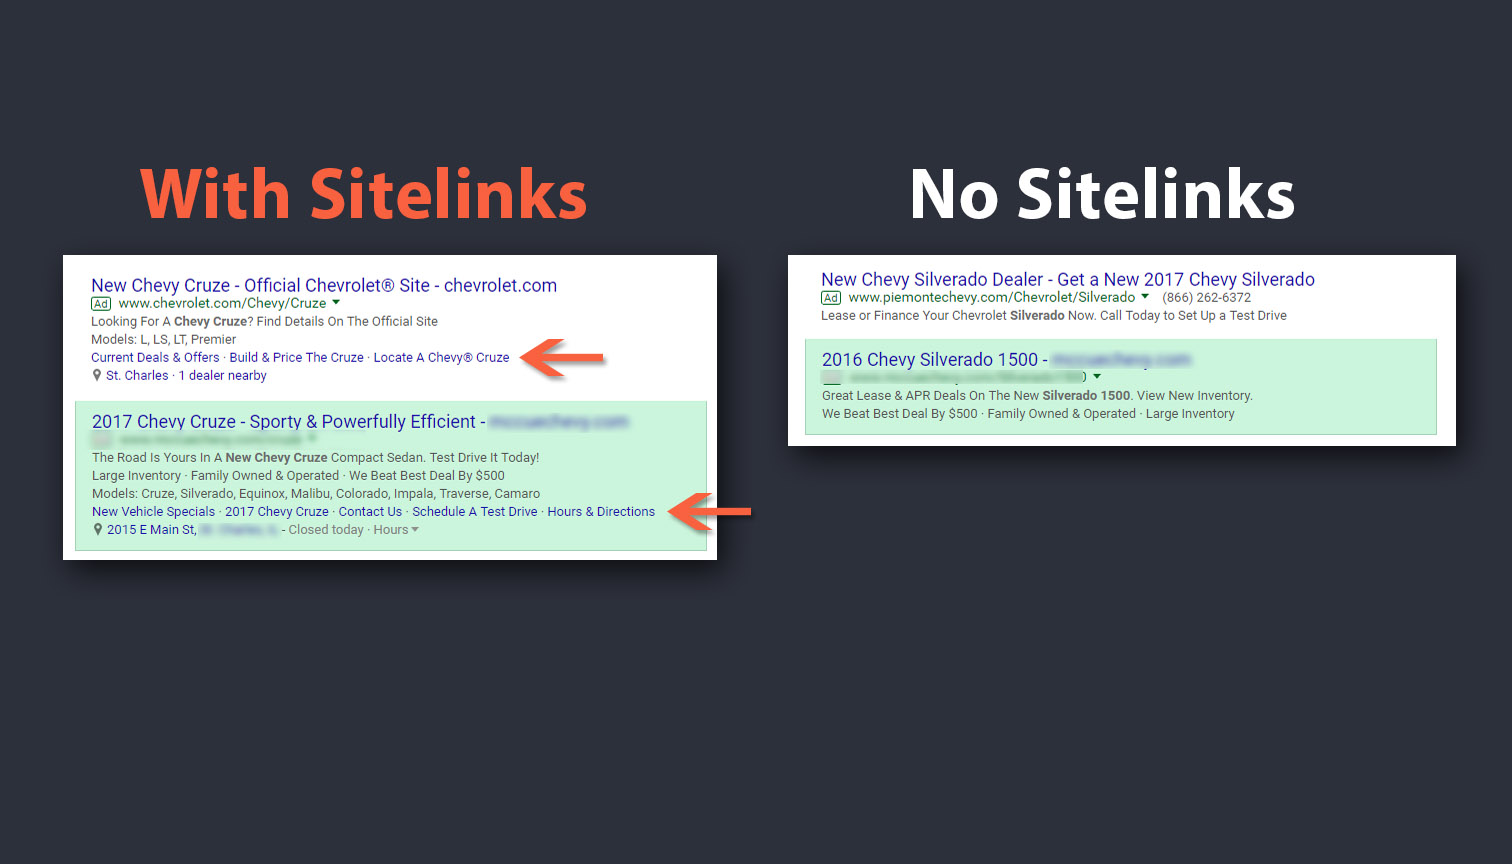 With Sitelinks
New Chevy Cruze - Official Chevrolet® Site - chevrolet.com
Ad www.chevrolet.com/Chevy/Cruze
Looking For A Chevy Cruze? Find Details On The Official Site
Models: L, LS, LT, Premier
Current Deals & Offers · Build & Price The Cruze · Locate A Chevy® Cruze
St. Charles · 1 dealer nearby
2017 Chevy Cruze - Sporty & Powerfully Efficient -
The Road Is Yours In A New Chevy Cruze Compact Sedan. Test Drive It Today!
Large Inventory · Family Owned & Operated · We Beat Best Deal By $500
Models: Cruze, Silverado, Equinox, Malibu, Colorado, Impala, Traverse, Camaro
New Vehicle Specials · 2017 Chevy Cruze · Contact Us · Schedule A Test Drive · Hours & Directions
2015 E Main St, - Closed today · Hours
No Sitelinks
New Chevy Silverado Dealer - Get a New 2017 Chevy Silverado
Ad www.piemontechevy.com/Chevrolet/Silverado (866) 262-6372
Lease or Finance Your Chevrolet Silverado Now. Call Today to Set Up a Test Drive
2016 Chevy Silverado 1500 -
Great Lease & APR Deals On The New Silverado 1500. View New Inventory.
We Beat Best Deal By $500 · Family Owned & Operated · Large Inventory